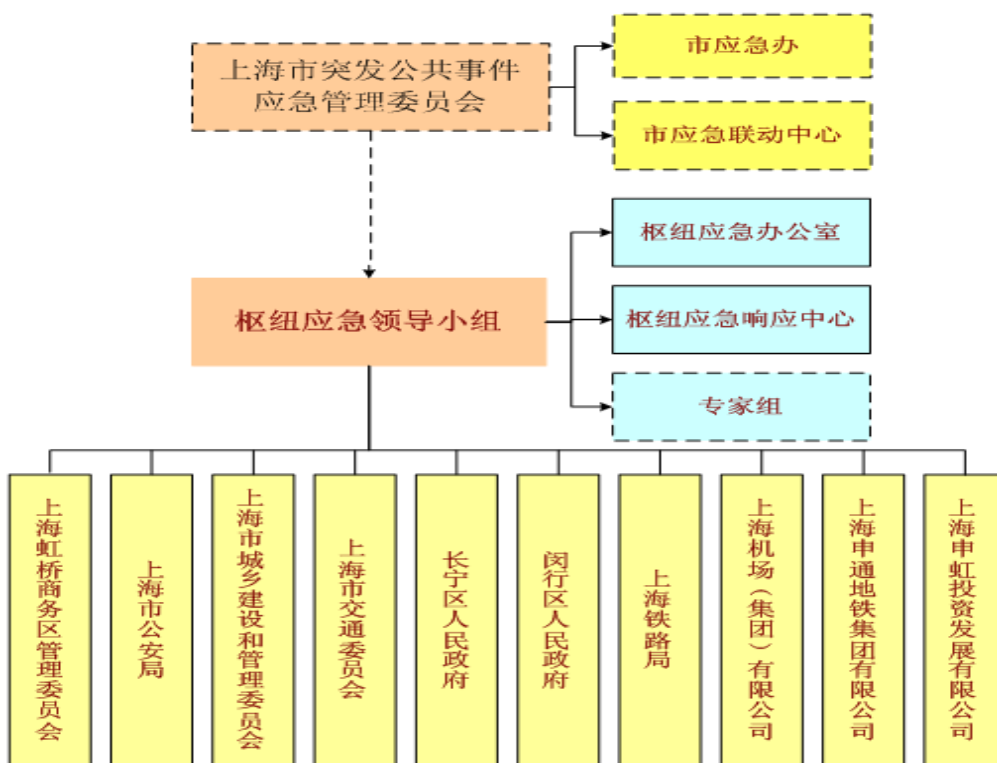 上海市突发公共事件
应急管理委员会
市应急办
市应急联动中心
枢纽应急办公室
枢纽应急领导小组
枢纽应急响应中心
专家组
上海虹桥商务区管理委员会
上海市公安局
上海市城乡建设和管理委员会
上海市交通委员会
长宁区人民政府
闵行区人民政府
上海铁路局
上海机场（集团）有限公司
上海申通地铁集团有限公司
上海申虹投资发展有限公司